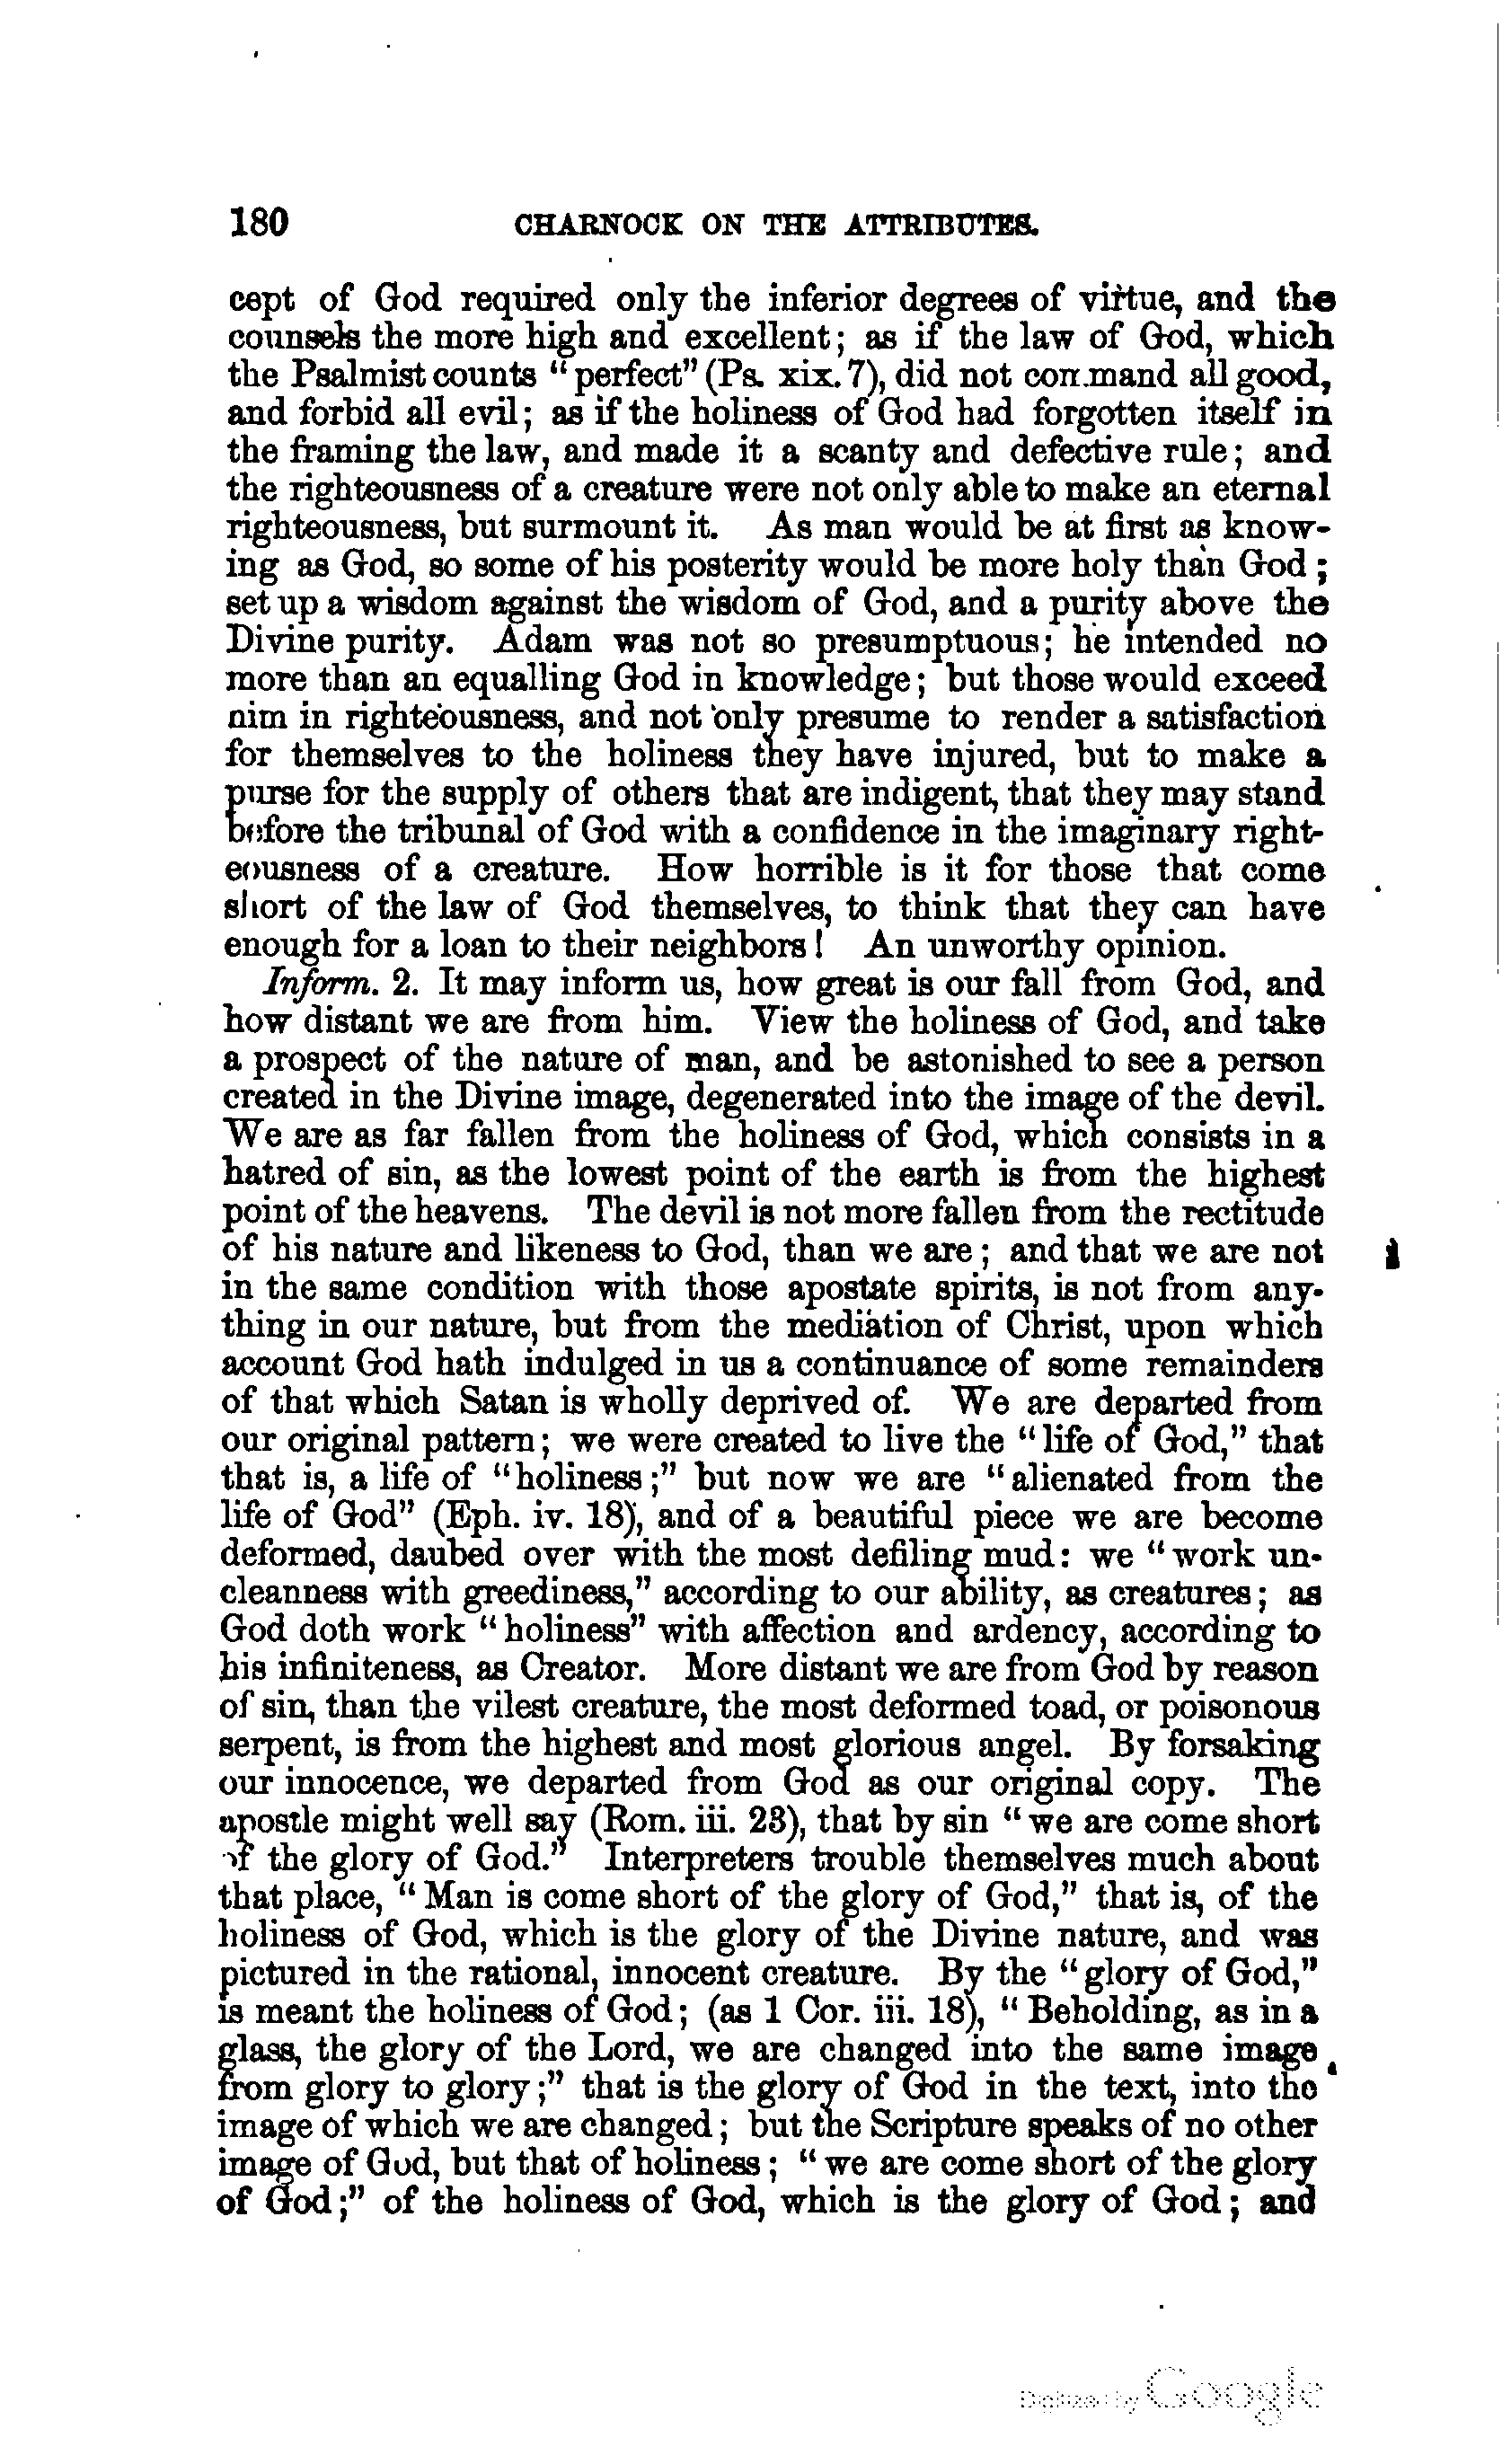 180 CHARNOCK ON THE ATTRIBUTES.
cept of God required only the inferior degrees of virtue, and the
counsels the more high and excellent; as if the law of God, which
the Psalmist counts "perfect" (Ps. xix. 7), did not command all good,
and forbid all evil; as if the holiness of God had forgotten itself in
the framing the law, and made it a scanty and defective rule; and
the righteousness of a creature were not only able to make an eternal
righteousness, but surmount it. As man would be at first as know-
ing as God, so some of his posterity would be more holy than God;
set up a wisdom against the wisdom of God, and a purity above the
Divine purity. Adam was not so presumptuous; he intended no
more than an equalling God in knowledge; but those would exceed
him in righteousness, and not only presume to render a satisfaction
for themselves to the holiness they have injured, but to make a
purse for the supply of others that are indigent, that they may stand
before the tribunal of God with a confidence in the imaginary right-
eousness of a creature. How horrible is it for those that come
short of the law of God themselves, to think that they can have
enough for a loan to their neighbors! An unworthy opinion.
Inform. 2. It may inform us, how great is our fall from God, and
how distant we are from him. View the holiness of God, and take
a prospect of the nature of man, and be astonished to see a person
created in the Divine image, degenerated into the image of the devil.
We are as far fallen from the holiness of God, which consists in a
hatred of sin, as the lowest point of the earth is from the highest
point of the heavens. The devil is not more fallen from the rectitude
of his nature and likeness to God, than we are; and that we are not
in the same condition with those apostate spirits, is not from any-
thing in our nature, but from the mediation of Christ, upon which
account God hath indulged in us a continuance of some remainders
of that which Satan is wholly deprived of. We are departed from
our original pattern; we were created to live the "life of God," that
that is, a life of "holiness;" but now we are "alienated from the
life of God" (Eph. iv. 18), and of a beautiful piece we are become
deformed, daubed over with the most defiling mud: we "work un-
cleanness with greediness," according to our ability, as creatures; as
God doth work "holiness" with affection and ardency, according to
his infiniteness, as Creator. More distant we are from God by reason
of sin, than the vilest creature, the most deformed toad, or poisonous
serpent, is from the highest and most glorious angel. By forsaking
our innocence, we departed from God as our original copy. The
apostle might well say (Rom. iii. 23), that by sin "we are come short
of the glory of God." Interpreters trouble themselves much about
that place, "Man is come short of the glory of God," that is, of the
holiness of God, which is the glory of the Divine nature, and was
pictured in the rational, innocent creature. By the "glory of God,"
is meant the holiness of God; (as 1 Cor. iii. 18), "Beholding, as in a
glass, the glory of the Lord, we are changed into the same image
from glory to glory;" that is the glory of God in the text, into the
image of which we are changed; but the Scripture speaks of no other
image of God, but that of holiness; "we are come short of the glory
of God;" of the holiness of God, which is the glory of God; and
Digitized by Google